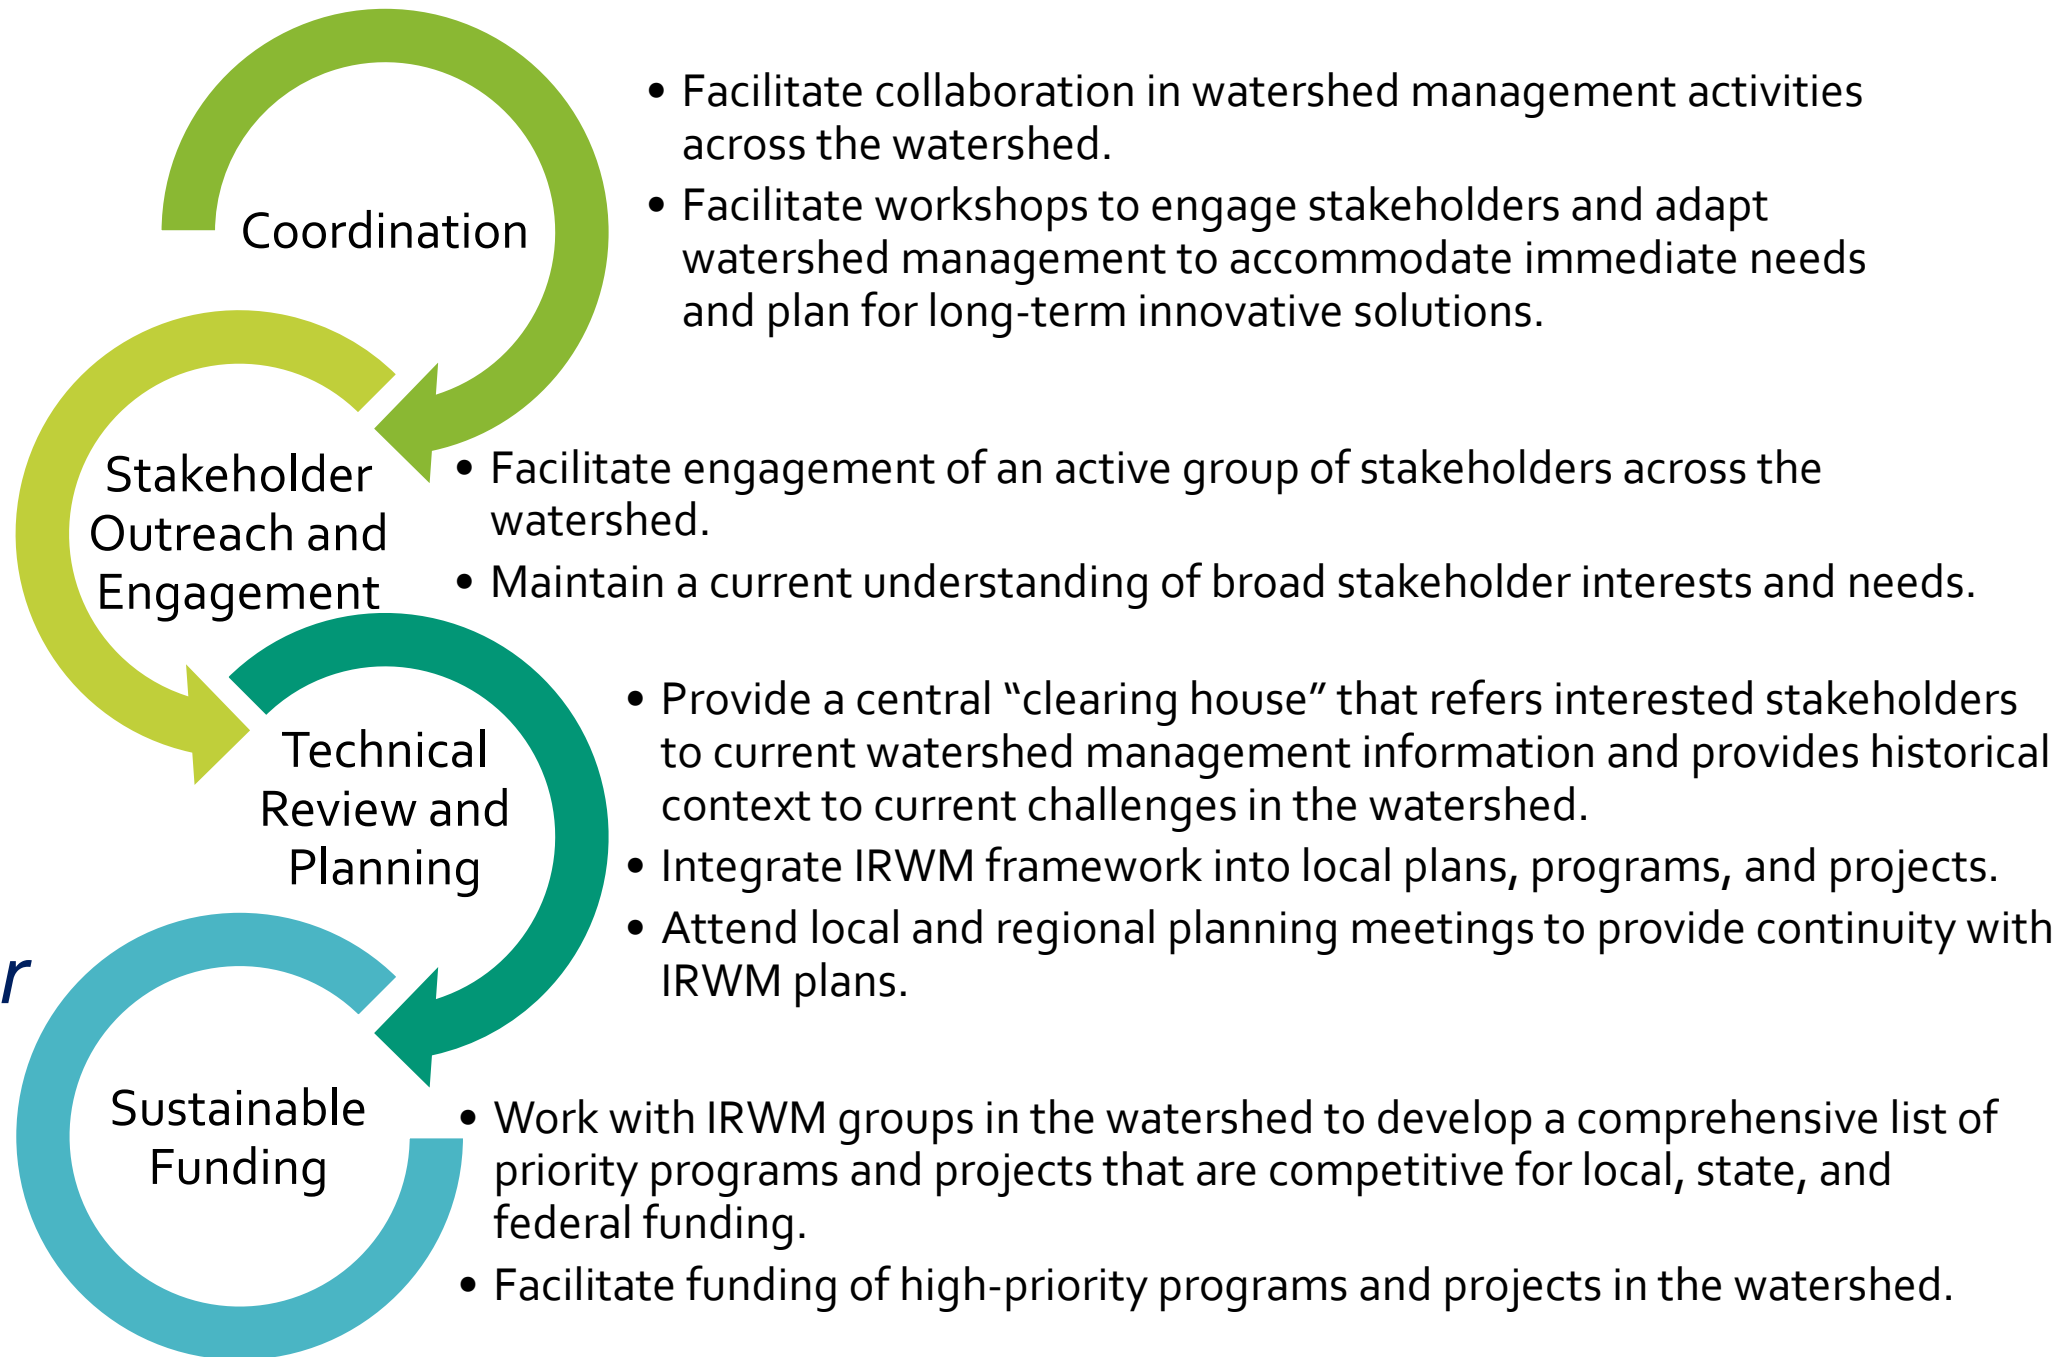 Coordination
• Facilitate collaboration in watershed management activities
across the watershed.
• Facilitate workshops to engage stakeholders and adapt
watershed management to accommodate immediate needs
and plan for long-term innovative solutions.
Stakeholder
Outreach and
Engagement
• Facilitate engagement of an active group of stakeholders across the
watershed.
• Maintain a current understanding of broad stakeholder interests and needs.
Technical
Review and
Planning
• Provide a central “clearing house” that refers interested stakeholders
to current watershed management information and provides historical
context to current challenges in the watershed.
• Integrate IRWM framework into local plans, programs, and projects.
• Attend local and regional planning meetings to provide continuity with
IRWM plans.
r
Sustainable
Funding
• Work with IRWM groups in the watershed to develop a comprehensive list of
priority programs and projects that are competitive for local, state, and
federal funding.
• Facilitate funding of high-priority programs and projects in the watershed.